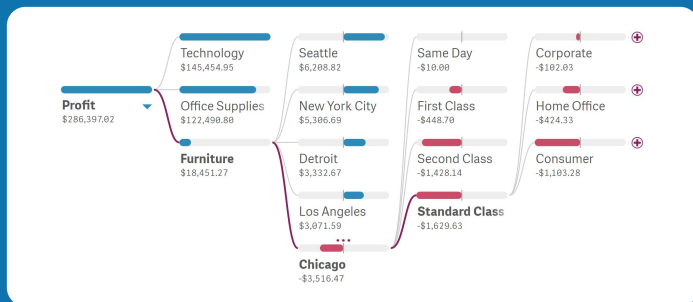 Profit
$286,397.02
Technology
$145,454.95
Office Supplies
$122,490.80
Furniture
$18,451.27
Seattle
$6,208.82
New York City
$5,306.69
Detroit
$3,332.67
Los Angeles
$3,071.59
Chicago
-$3,516.47
Same Day
-$10.00
First Class
-$448.70
Second Class
-$1,428.14
Standard Class
-$1,629.63
Corporate
-$102.03
Home Office
-$424.33
Consumer
-$1,103.28